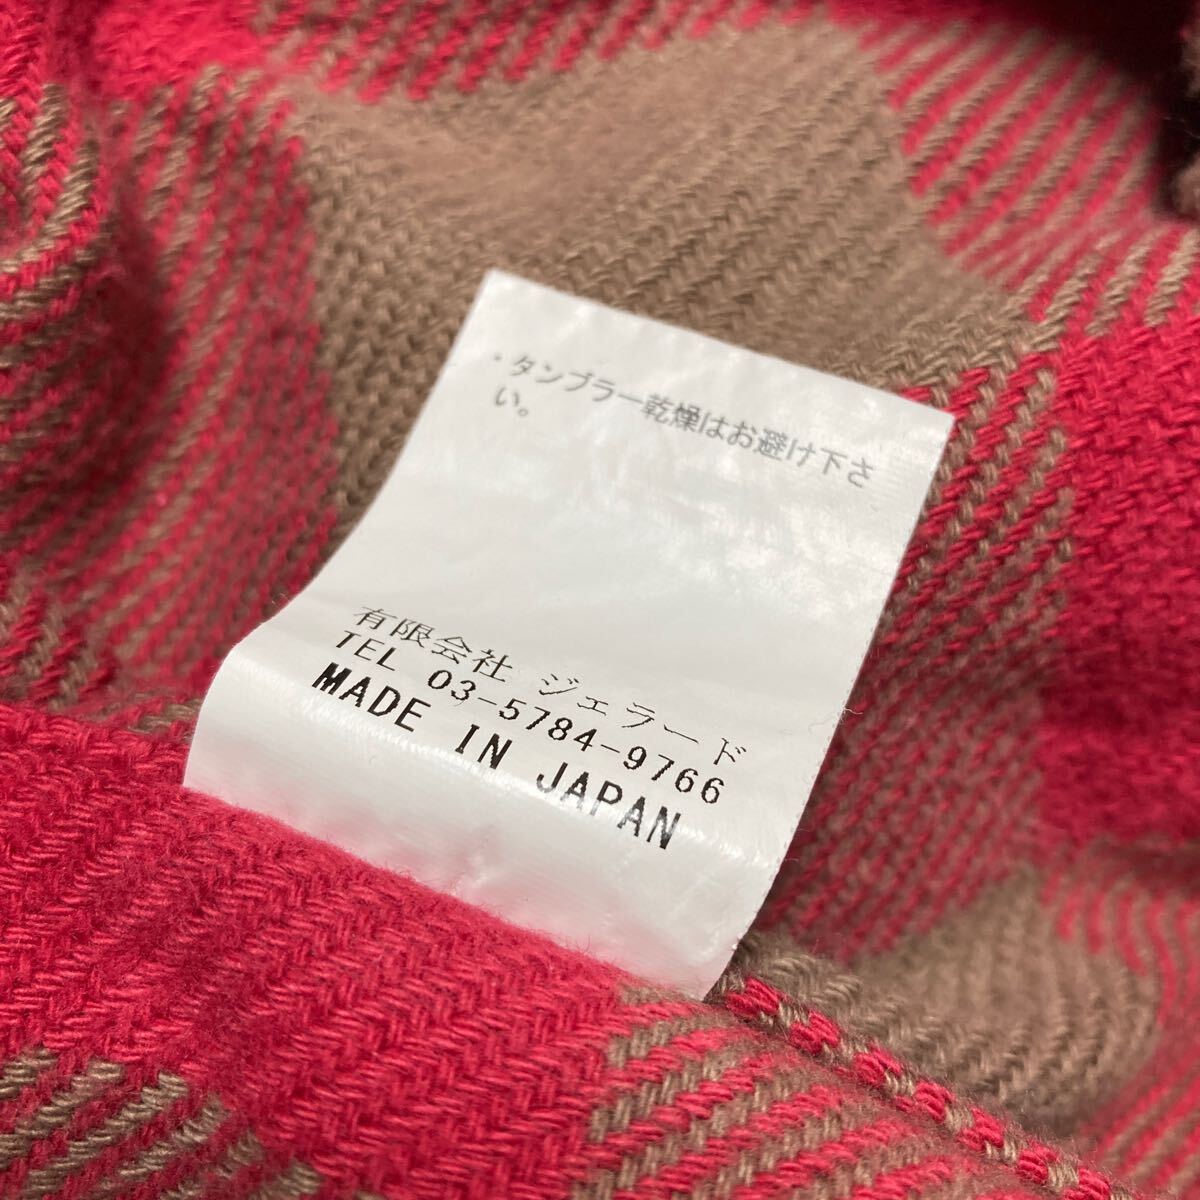 ・タンブラー乾燥はお避け下さ
い。
有限会社 ジェラード
TEL 03-5784-9766
MADE IN JAPAN